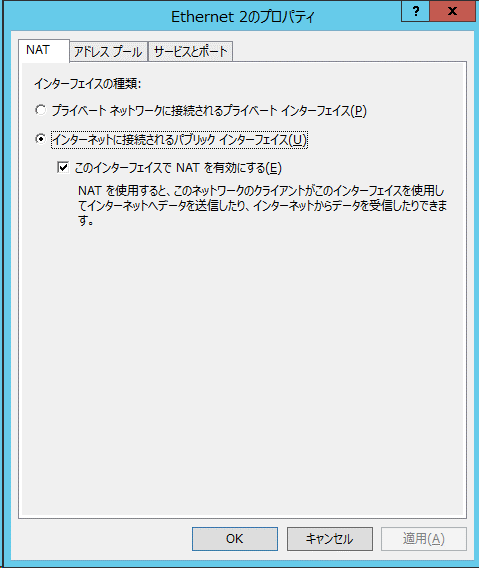 Ethernet 2のプロパティ
? x
NAT アドレス プール サービスとポート
インターフェイスの種類:
プライベート ネットワークに接続されるプライベート インターフェイス(P)
インターネットに接続されるパブリック インターフェイス(U)
このインターフェイスで NAT を有効にする(E)
NAT を使用すると、このネットワークのクライアントがこのインターフェイスを使用し
てインターネットへデータを送信したり、インターネットからデータを受信したりできま
す。
OK キャンセル 適用(A)